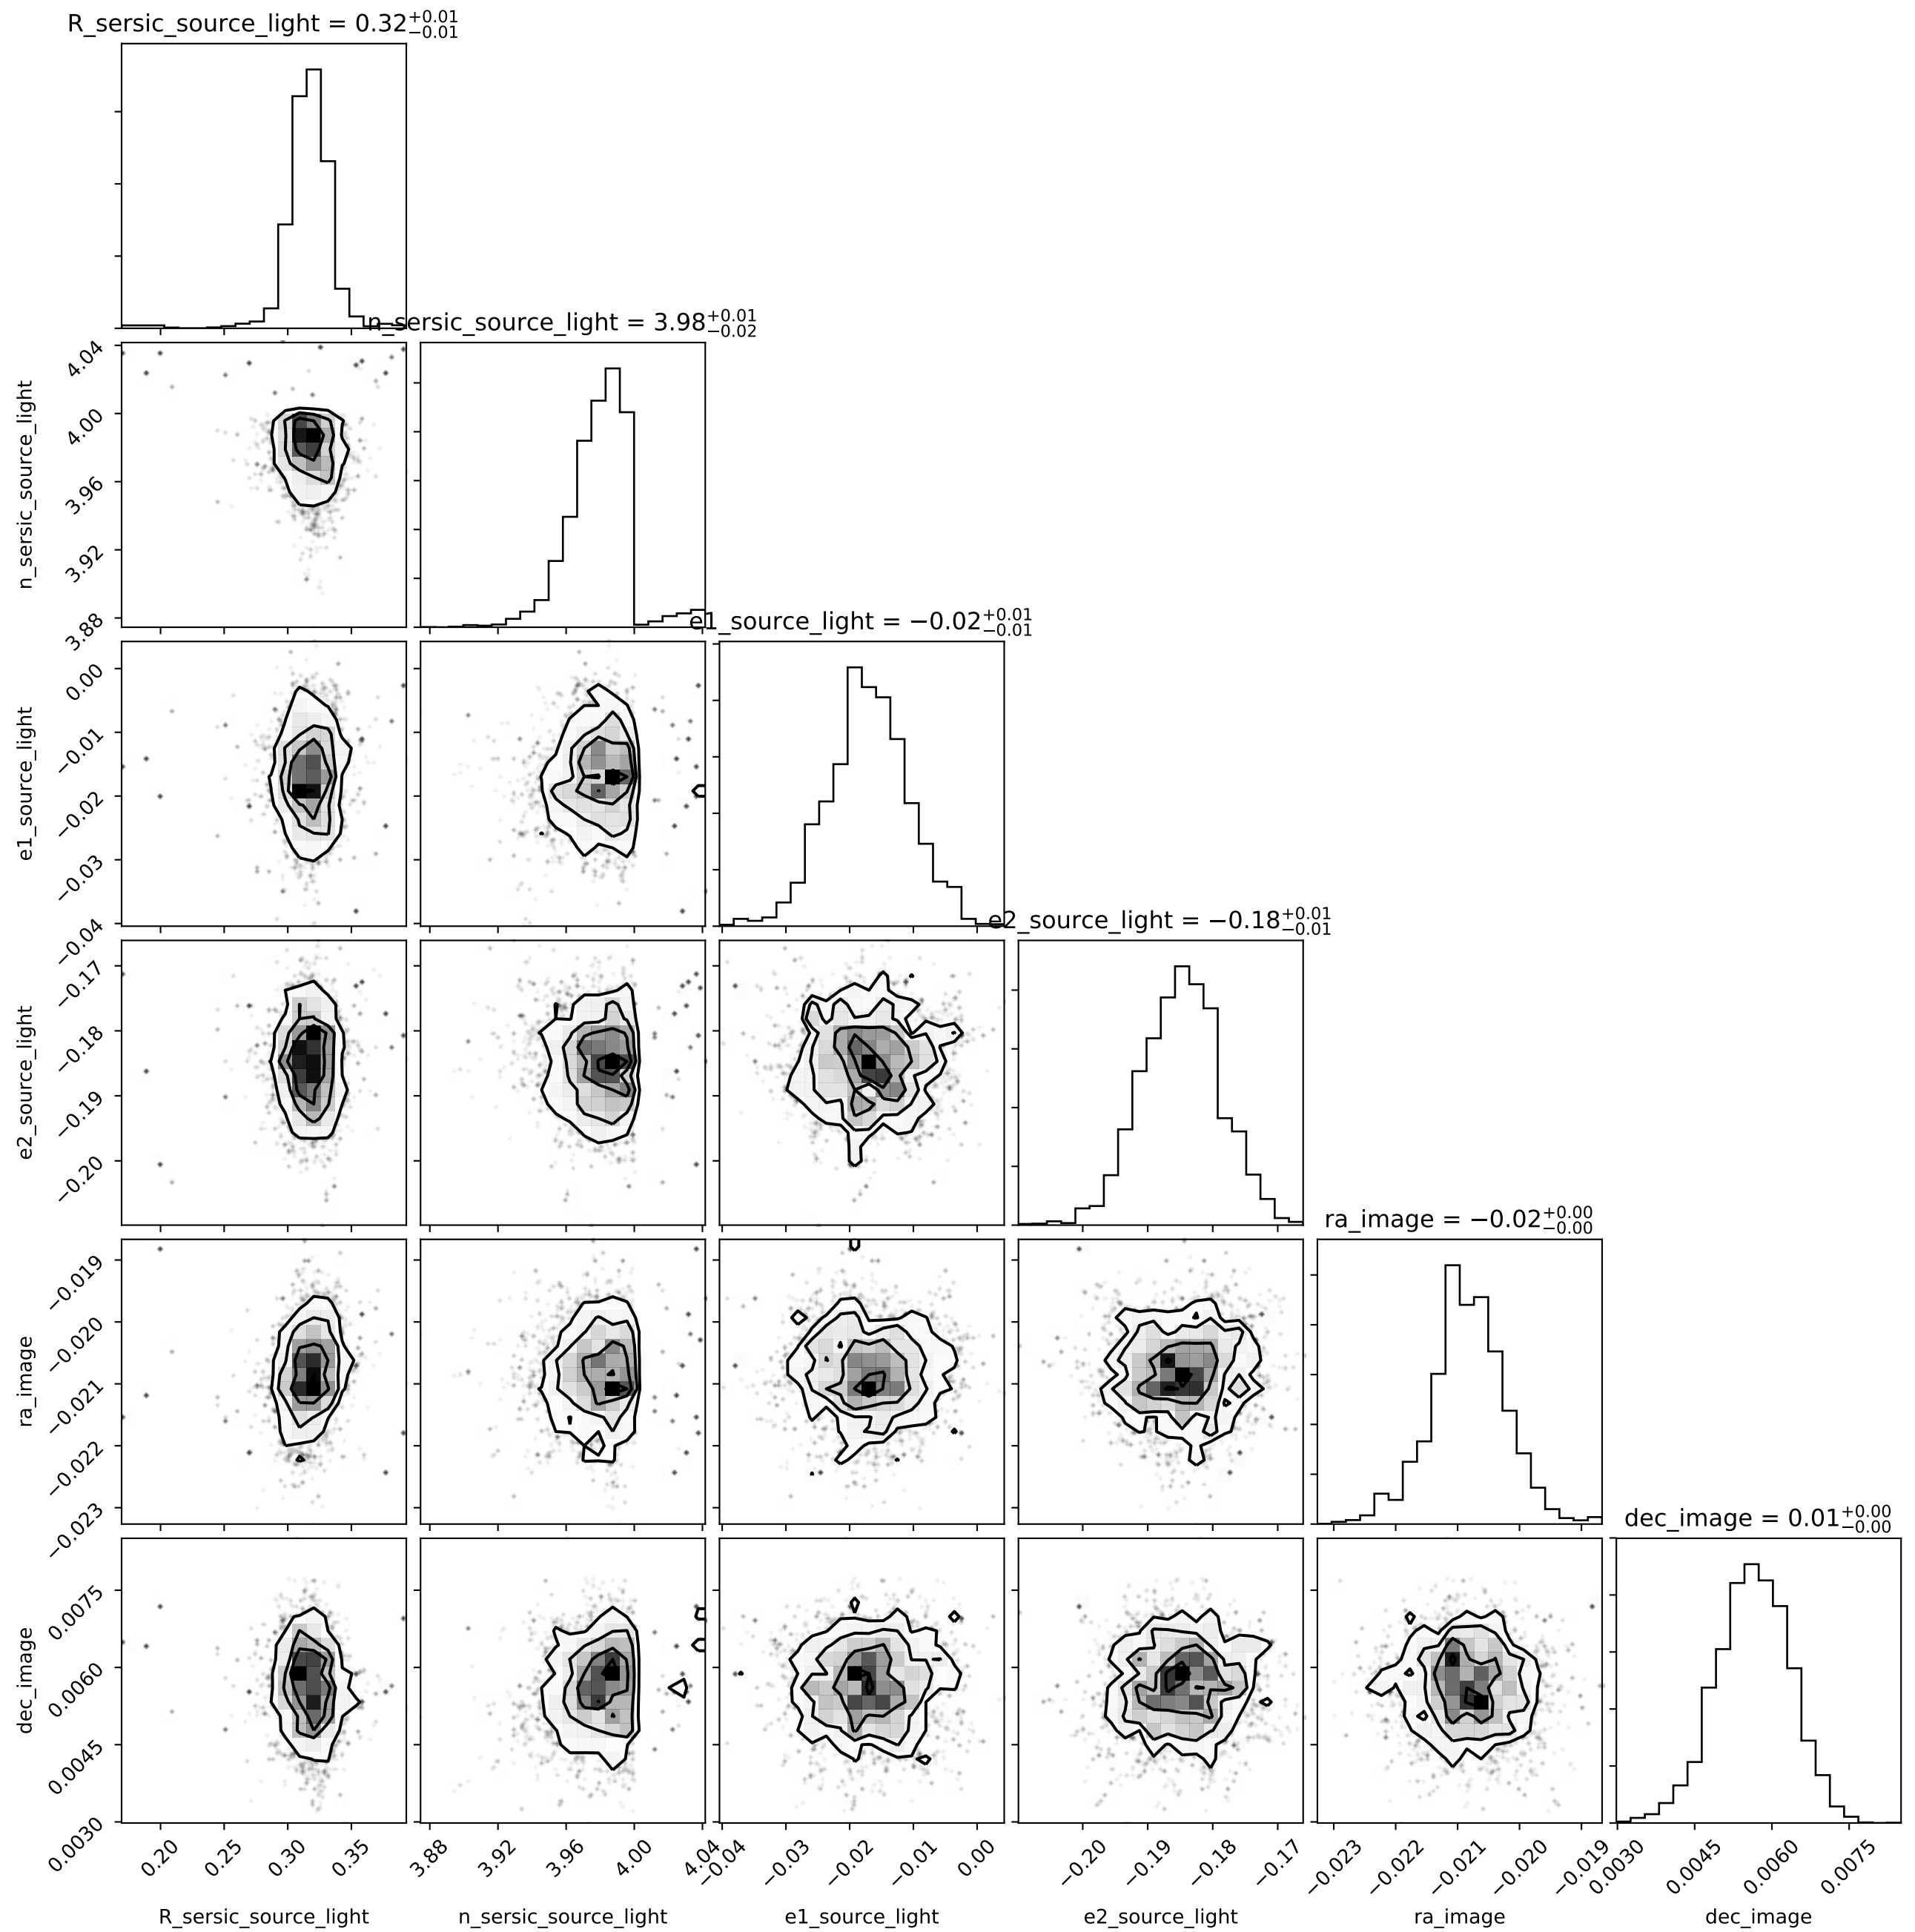 R_sersic_source_light = 0.32+0.01 −0.01
n_sersic_source_light = 3.98+0.01 −0.02
4.04
4.00
3.96
3.92
3.88
n_sersic_source_light
e1_source_light = −0.02+0.01 −0.01
0.00
−0.01
−0.02
−0.03
−0.04
e1_source_light
e2_source_light = −0.18+0.01 −0.01
−0.17
−0.18
−0.19
−0.20
e2_source_light
ra_image = −0.02+0.00 −0.00
−0.019
−0.020
−0.021
−0.022
−0.023
ra_image
dec_image = 0.01+0.00 −0.00
0.0075
0.0060
0.0045
0.0030
dec_image
0.20 0.25 0.30 0.35 3.88 3.92 3.96 4.00 4.04 −0.04 −0.03 −0.02 −0.01 0.00 −0.20 −0.19 −0.18 −0.17 −0.023 −0.022 −0.021 −0.020 −0.019 0.0030 0.0045 0.0060 0.0075
R_sersic_source_light n_sersic_source_light e1_source_light e2_source_light ra_image dec_image